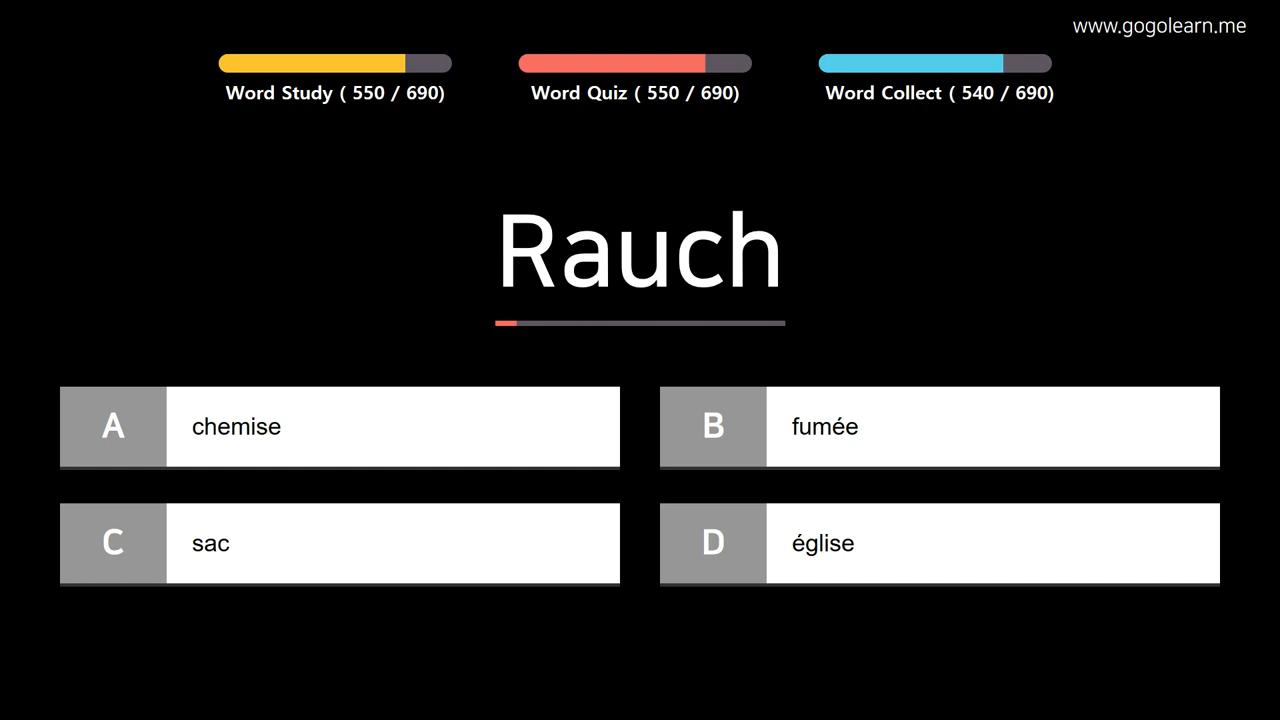 www.gogolearn.me
Word Study ( 550 / 690)
Word Quiz ( 550 / 690)
Word Collect ( 540 / 690)
Rauch
A chemise
B fumée
C sac
D église